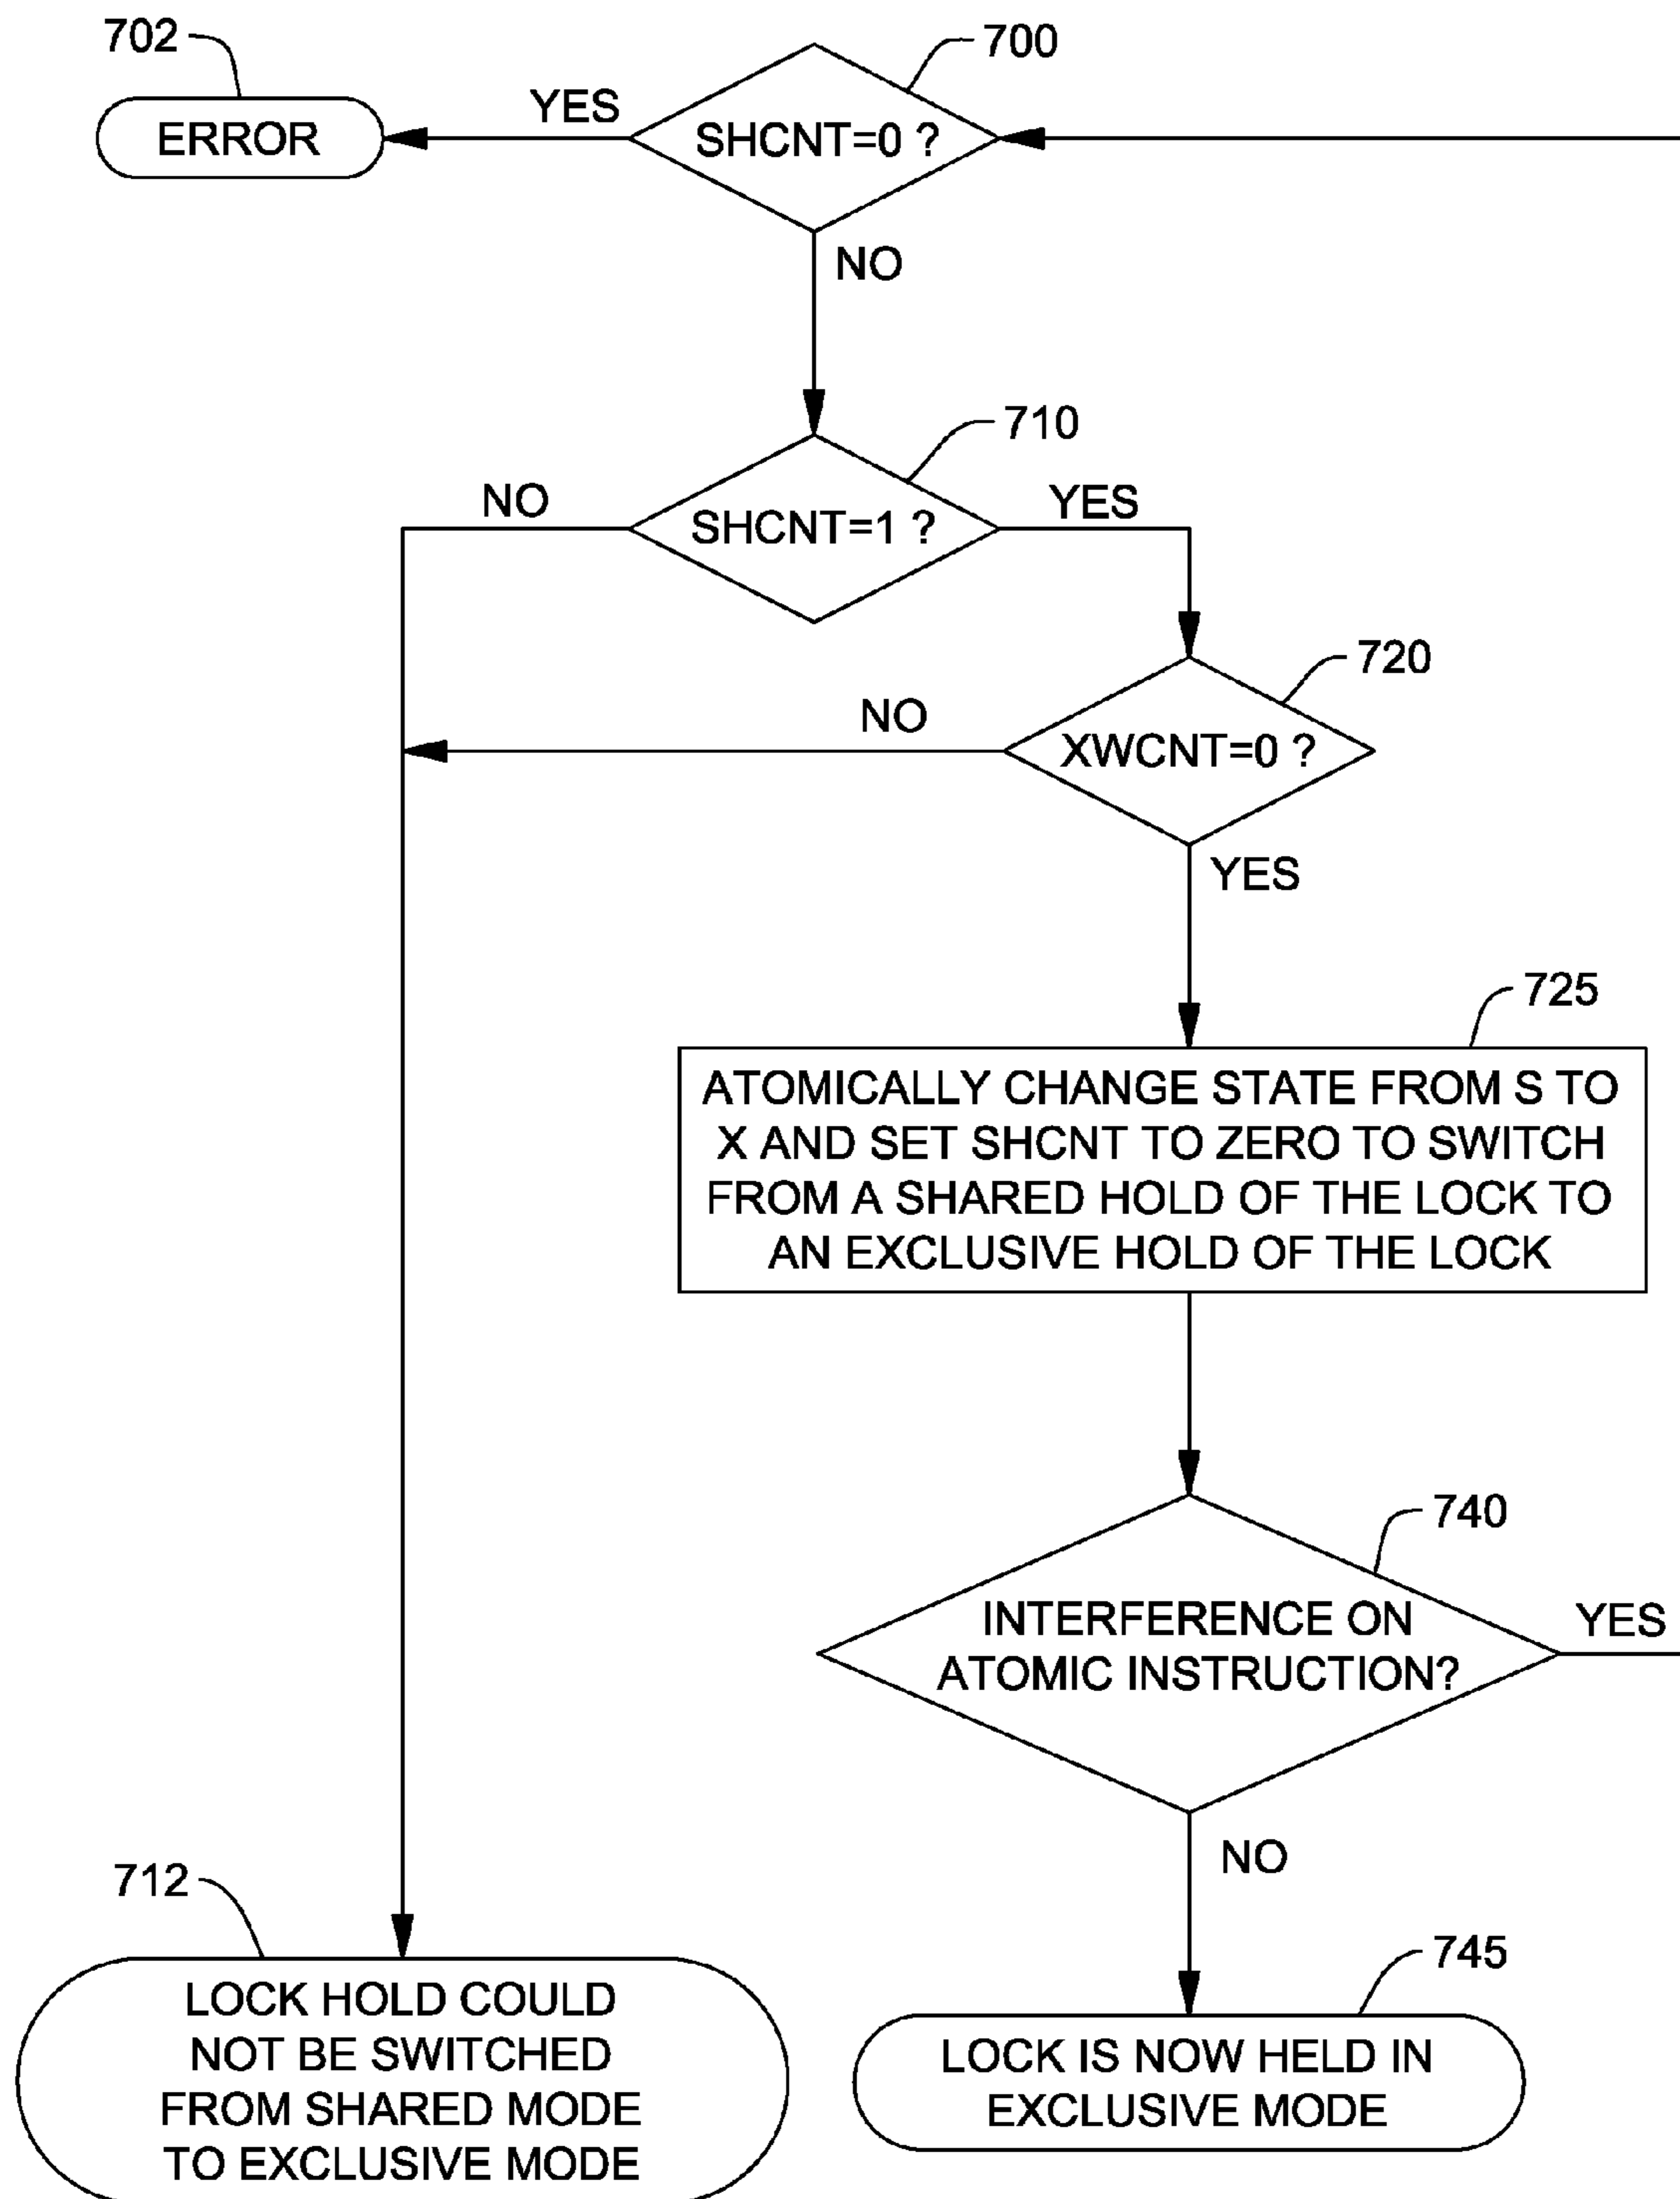 702
700
ERROR
YES
SHCNT=0 ?
NO
710
NO
SHCNT=1 ?
YES
720
NO
XWCNT=0 ?
YES
725
ATOMICALLY CHANGE STATE FROM S TO
X AND SET SHCNT TO ZERO TO SWITCH
FROM A SHARED HOLD OF THE LOCK TO
AN EXCLUSIVE HOLD OF THE LOCK
740
INTERFERENCE ON
ATOMIC INSTRUCTION?
YES
NO
712
LOCK HOLD COULD
NOT BE SWITCHED
FROM SHARED MODE
TO EXCLUSIVE MODE
745
LOCK IS NOW HELD IN
EXCLUSIVE MODE